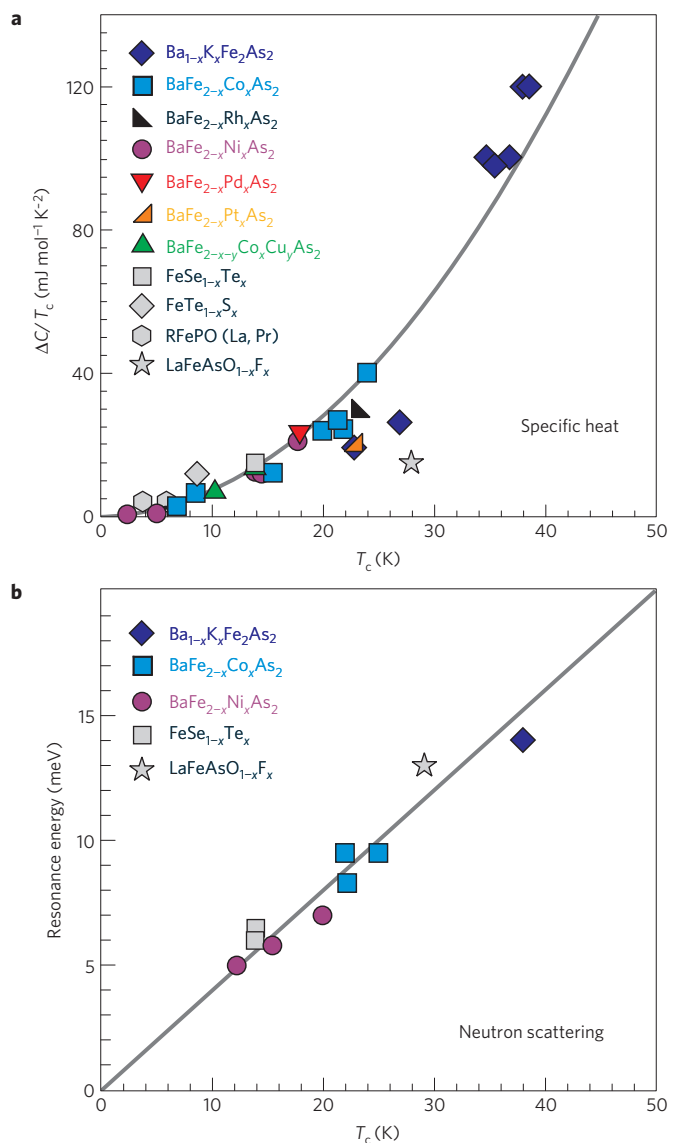 a
120
80
40
0
ΔC/Tc (mJ mol⁻¹ K⁻²)
Ba₁₋ₓKₓFe₂As₂
BaFe₂₋ₓCoₓAs₂
BaFe₂₋ₓRhₓAs₂
BaFe₂₋ₓNiₓAs₂
BaFe₂₋ₓPdₓAs₂
BaFe₂₋ₓPtₓAs₂
BaFe₂₋ₓ₋yCoₓCuyAs₂
FeSe₁₋ₓTeₓ
FeTe₁₋ₓSₓ
RFePO (La, Pr)
LaFeAsO₁₋ₓFₓ
Specific heat
0 10 20 30 40 50
Tc (K)
b
15
10
5
0
Resonance energy (meV)
Ba₁₋ₓKₓFe₂As₂
BaFe₂₋ₓCoₓAs₂
BaFe₂₋ₓNiₓAs₂
FeSe₁₋ₓTeₓ
LaFeAsO₁₋ₓFₓ
Neutron scattering
0 10 20 30 40 50
Tc (K)